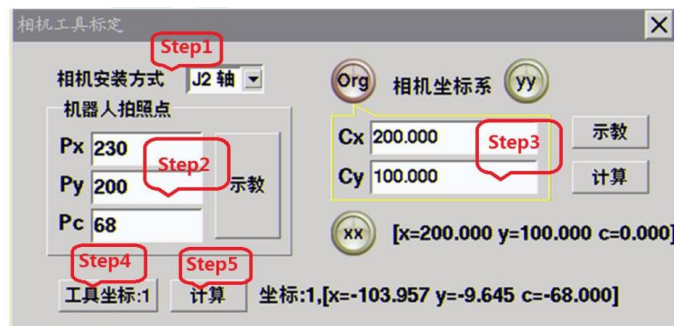 相机工具标定
Step1
相机安装方式 J2 轴
Org 相机坐标系 yy
机器人拍照点
Px 230
Py 200
Pc 68
Step2
示教
Cx 200.000
Cy 100.000
Step3
示教
计算
xx [x=200.000 y=100.000 c=0.000]
Step4
Step5
工具坐标:1 计算 坐标:1,[x=-103.957 y=-9.645 c=-68.000]